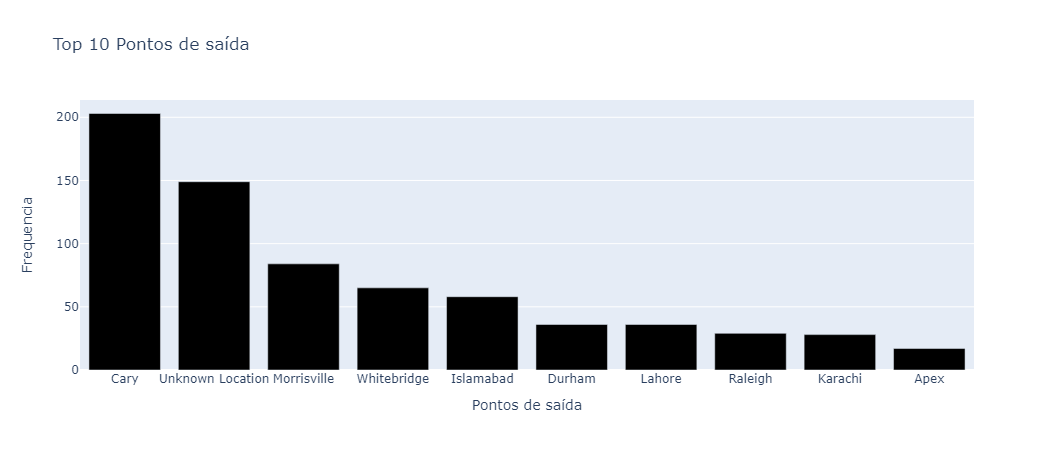 Top 10 Pontos de saída
Frequencia
200
150
100
50
0
Cary Unknown Location Morrisville Whitebridge Islamabad Durham Lahore Raleigh Karachi Apex
Pontos de saída